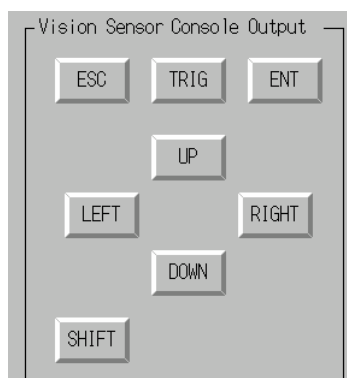 Vision Sensor Console Output
ESC TRIG ENT
UP
LEFT RIGHT
DOWN
SHIFT